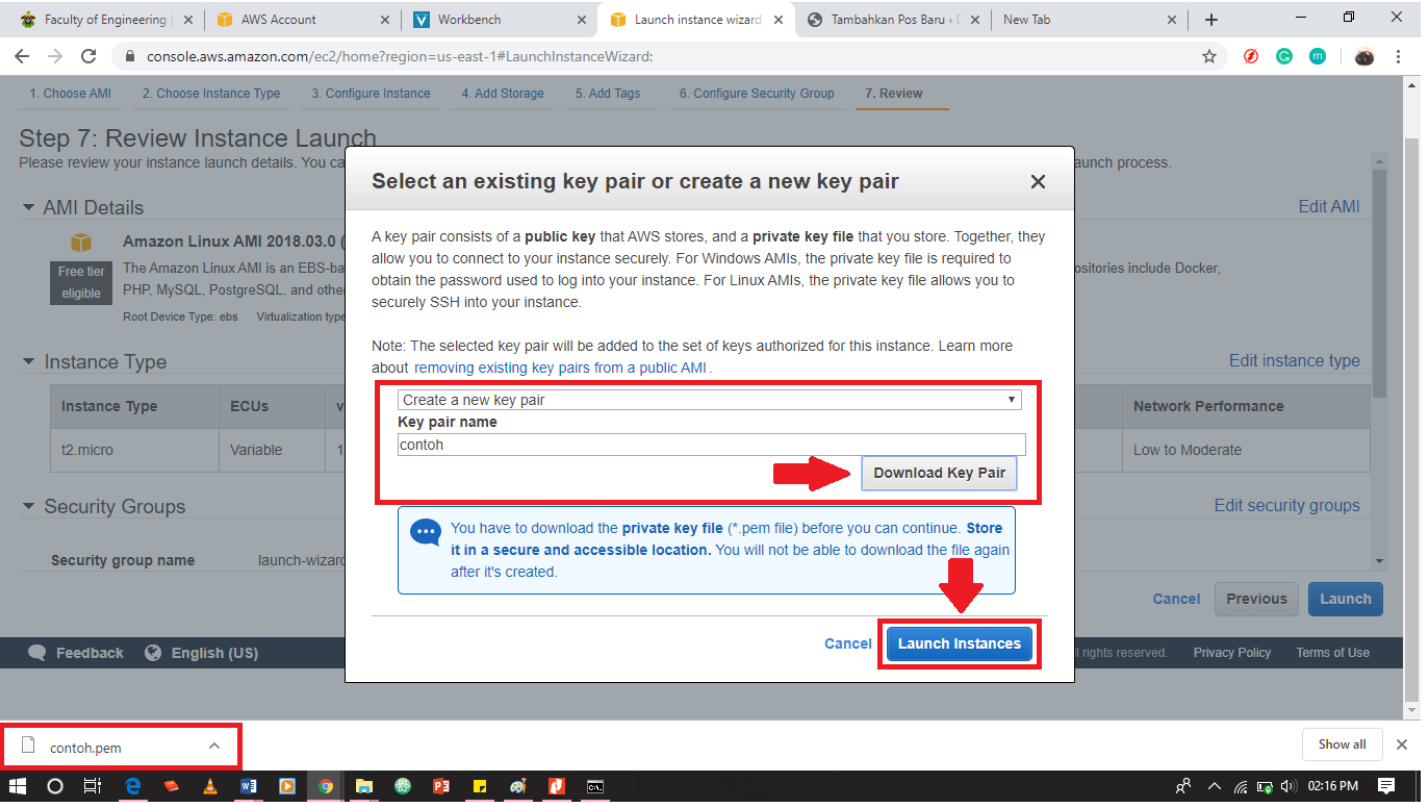 Faculty of Engineering |
AWS Account
Workbench
Launch instance wizard
Tambahkan Pos Baru ‹
New Tab
console.aws.amazon.com/ec2/home?region=us-east-1#LaunchInstanceWizard:
1. Choose AMI
2. Choose Instance Type
3. Configure Instance
4. Add Storage
5. Add Tags
6. Configure Security Group
7. Review
Step 7: Review Instance Launch
Please review your instance launch details. You ca
aunch process.
AMI Details
Edit AMI
Amazon Linux AMI 2018.03.0 (
Free tier
eligible
The Amazon Linux AMI is an EBS-ba
ositories include Docker,
PHP, MySQL, PostgreSQL, and othe
Root Device Type: ebs Virtualization type
Instance Type
Edit instance type
Instance Type
ECUs
v
Network Performance
t2.micro
Variable
1
Low to Moderate
Security Groups
Edit security groups
Security group name
launch-wizard
Cancel
Previous
Launch
Select an existing key pair or create a new key pair
A key pair consists of a public key that AWS stores, and a private key file that you store. Together, they
allow you to connect to your instance securely. For Windows AMIs, the private key file is required to
obtain the password used to log into your instance. For Linux AMIs, the private key file allows you to
securely SSH into your instance.
Note: The selected key pair will be added to the set of keys authorized for this instance. Learn more
about removing existing key pairs from a public AMI .
Create a new key pair
Key pair name
contoh
Download Key Pair
You have to download the private key file (*.pem file) before you can continue. Store
it in a secure and accessible location. You will not be able to download the file again
after it's created.
Cancel
Launch Instances
Feedback
English (US)
ll rights reserved.
Privacy Policy
Terms of Use
contoh.pem
Show all
02:16 PM